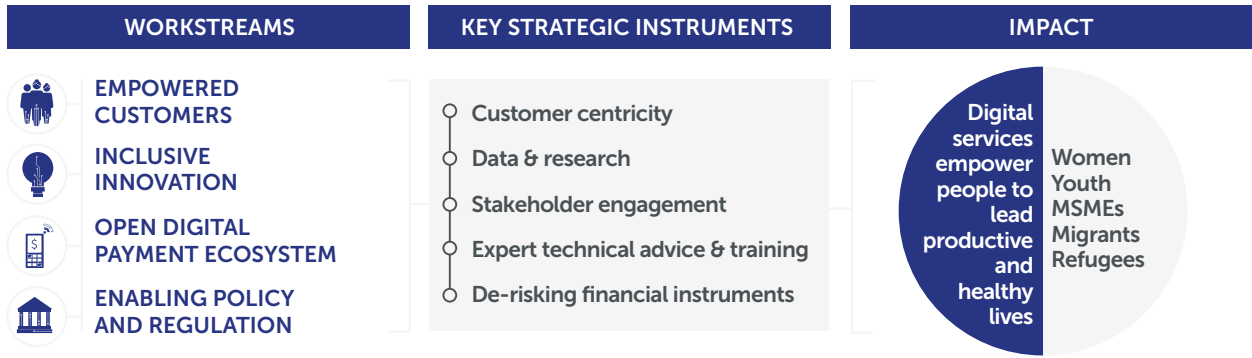 WORKSTREAMS
EMPOWERED
CUSTOMERS
INCLUSIVE
INNOVATION
OPEN DIGITAL
PAYMENT ECOSYSTEM
$
ENABLING POLICY
AND REGULATION
KEY STRATEGIC INSTRUMENTS
Customer centricity
Data & research
Stakeholder engagement
Expert technical advice & training
De-risking financial instruments
IMPACT
Digital
services
empower
people to
lead
productive
and
healthy
lives
Women
Youth
MSMEs
Migrants
Refugees